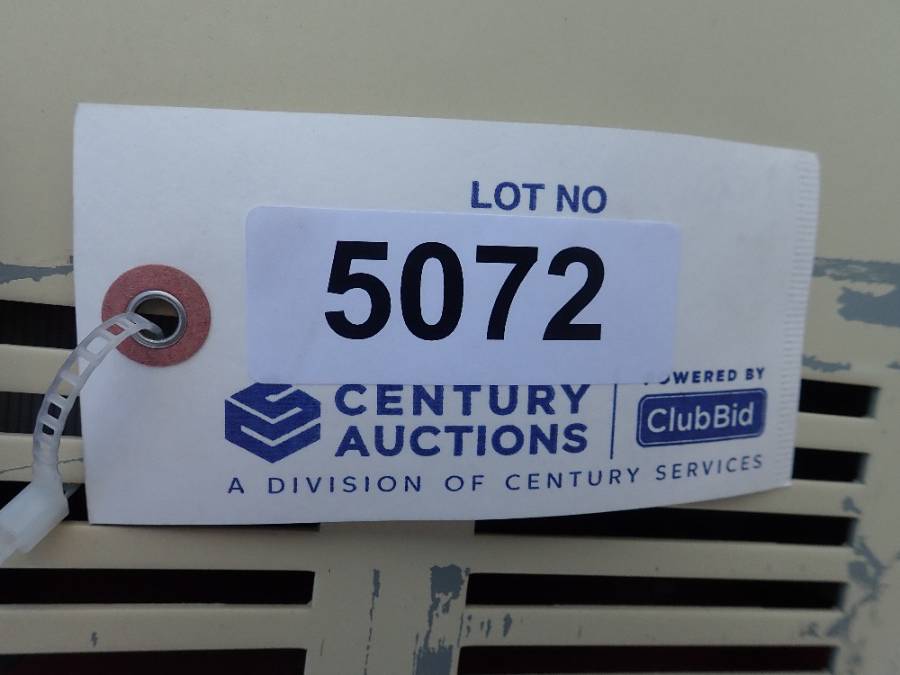 LOT NO
5072
CENTURY
AUCTIONS
POWERED BY
ClubBid
A DIVISION OF CENTURY SERVICES